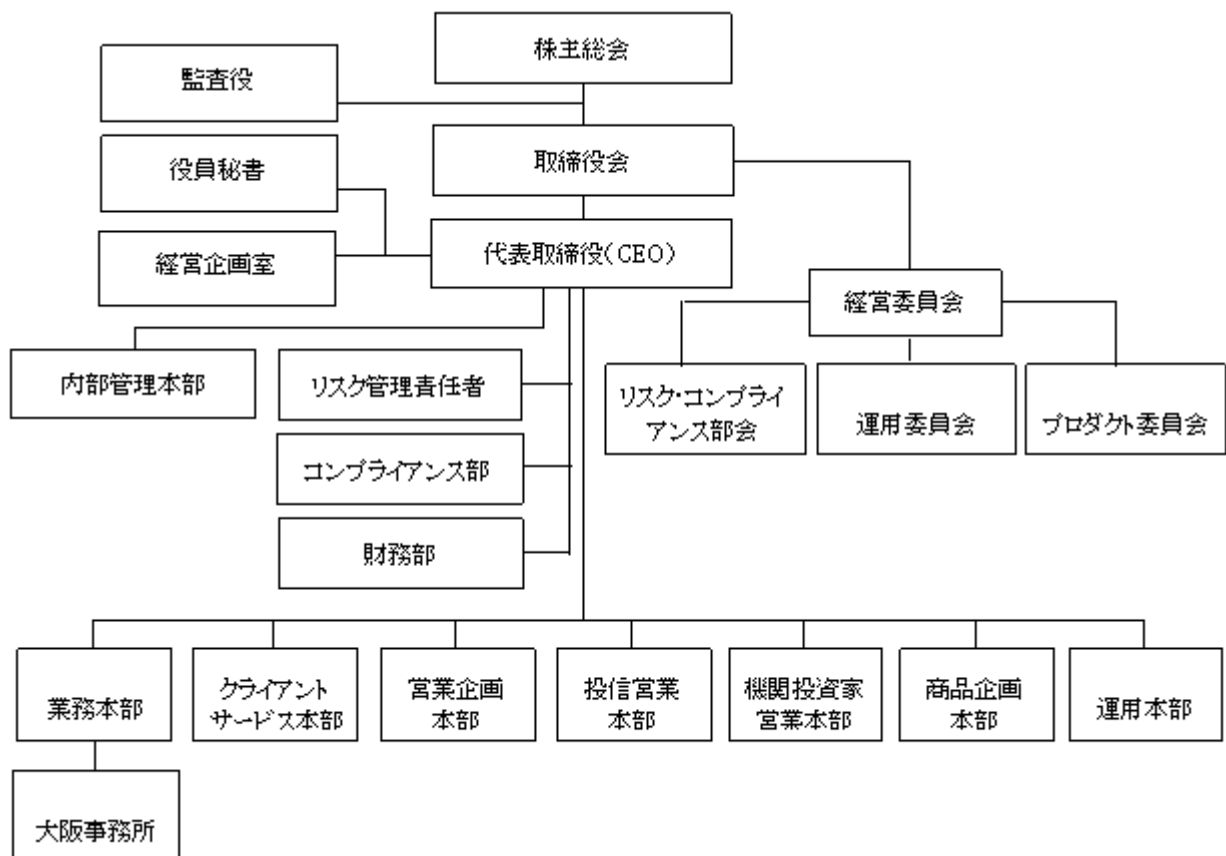 株主総会
監査役
取締役会
役員秘書
代表取締役(CEO)
経営企画室
経営委員会
内部管理本部
リスク管理責任者
リスク・コンプライ
アンス部会
運用委員会
プロダクト委員会
コンプライアンス部
財務部
業務本部
クライアント
サービス本部
営業企画
本部
投信営業
本部
機関投資家
営業本部
商品企画
本部
運用本部
大阪事務所